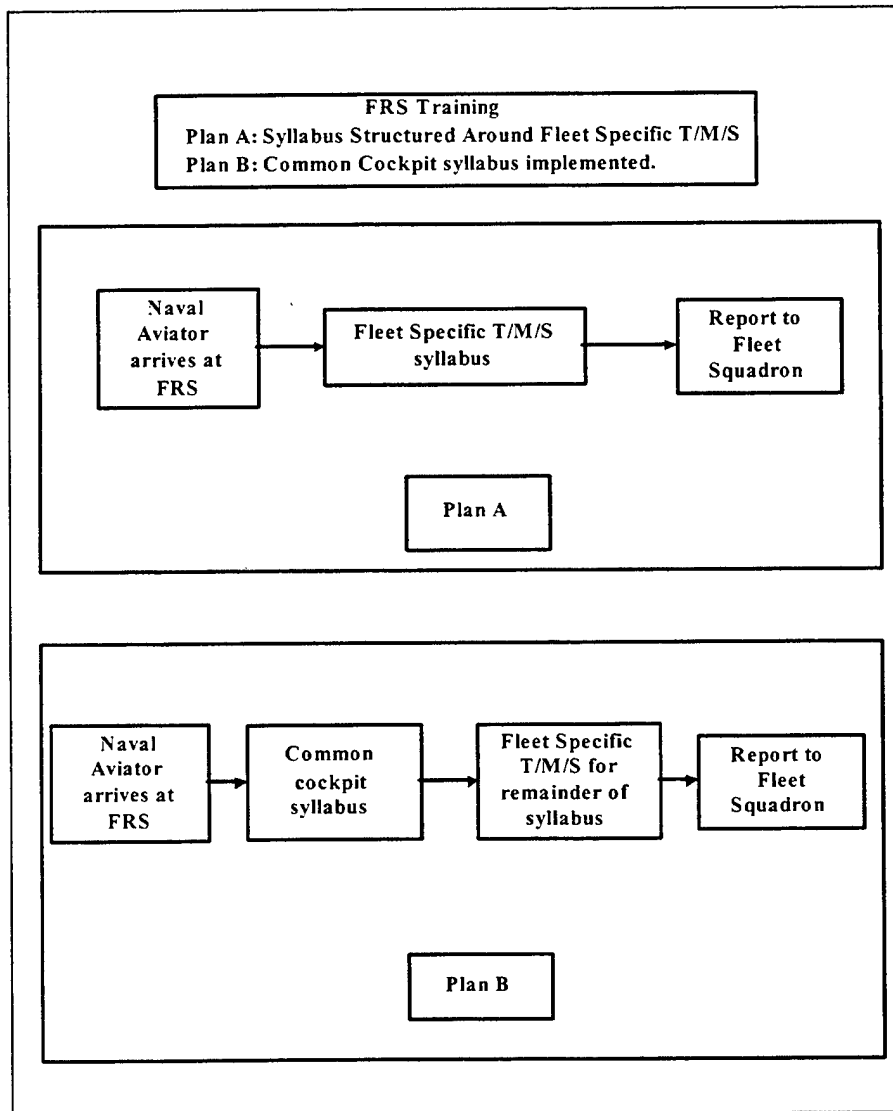 FRS Training
Plan A: Syllabus Structured Around Fleet Specific T/M/S
Plan B: Common Cockpit syllabus implemented.
Naval
Aviator
arrives at
FRS
Fleet Specific T/M/S
syllabus
Report to
Fleet
Squadron
Plan A
Naval
Aviator
arrives at
FRS
Common
cockpit
syllabus
Fleet Specific
T/M/S for
remainder of
syllabus
Report to
Fleet
Squadron
Plan B